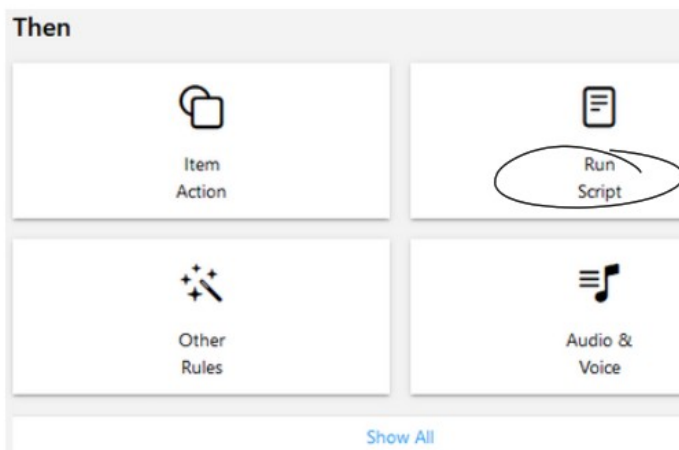 Then
Item
Action
Run
Script
Other
Rules
Audio &
Voice
Show All